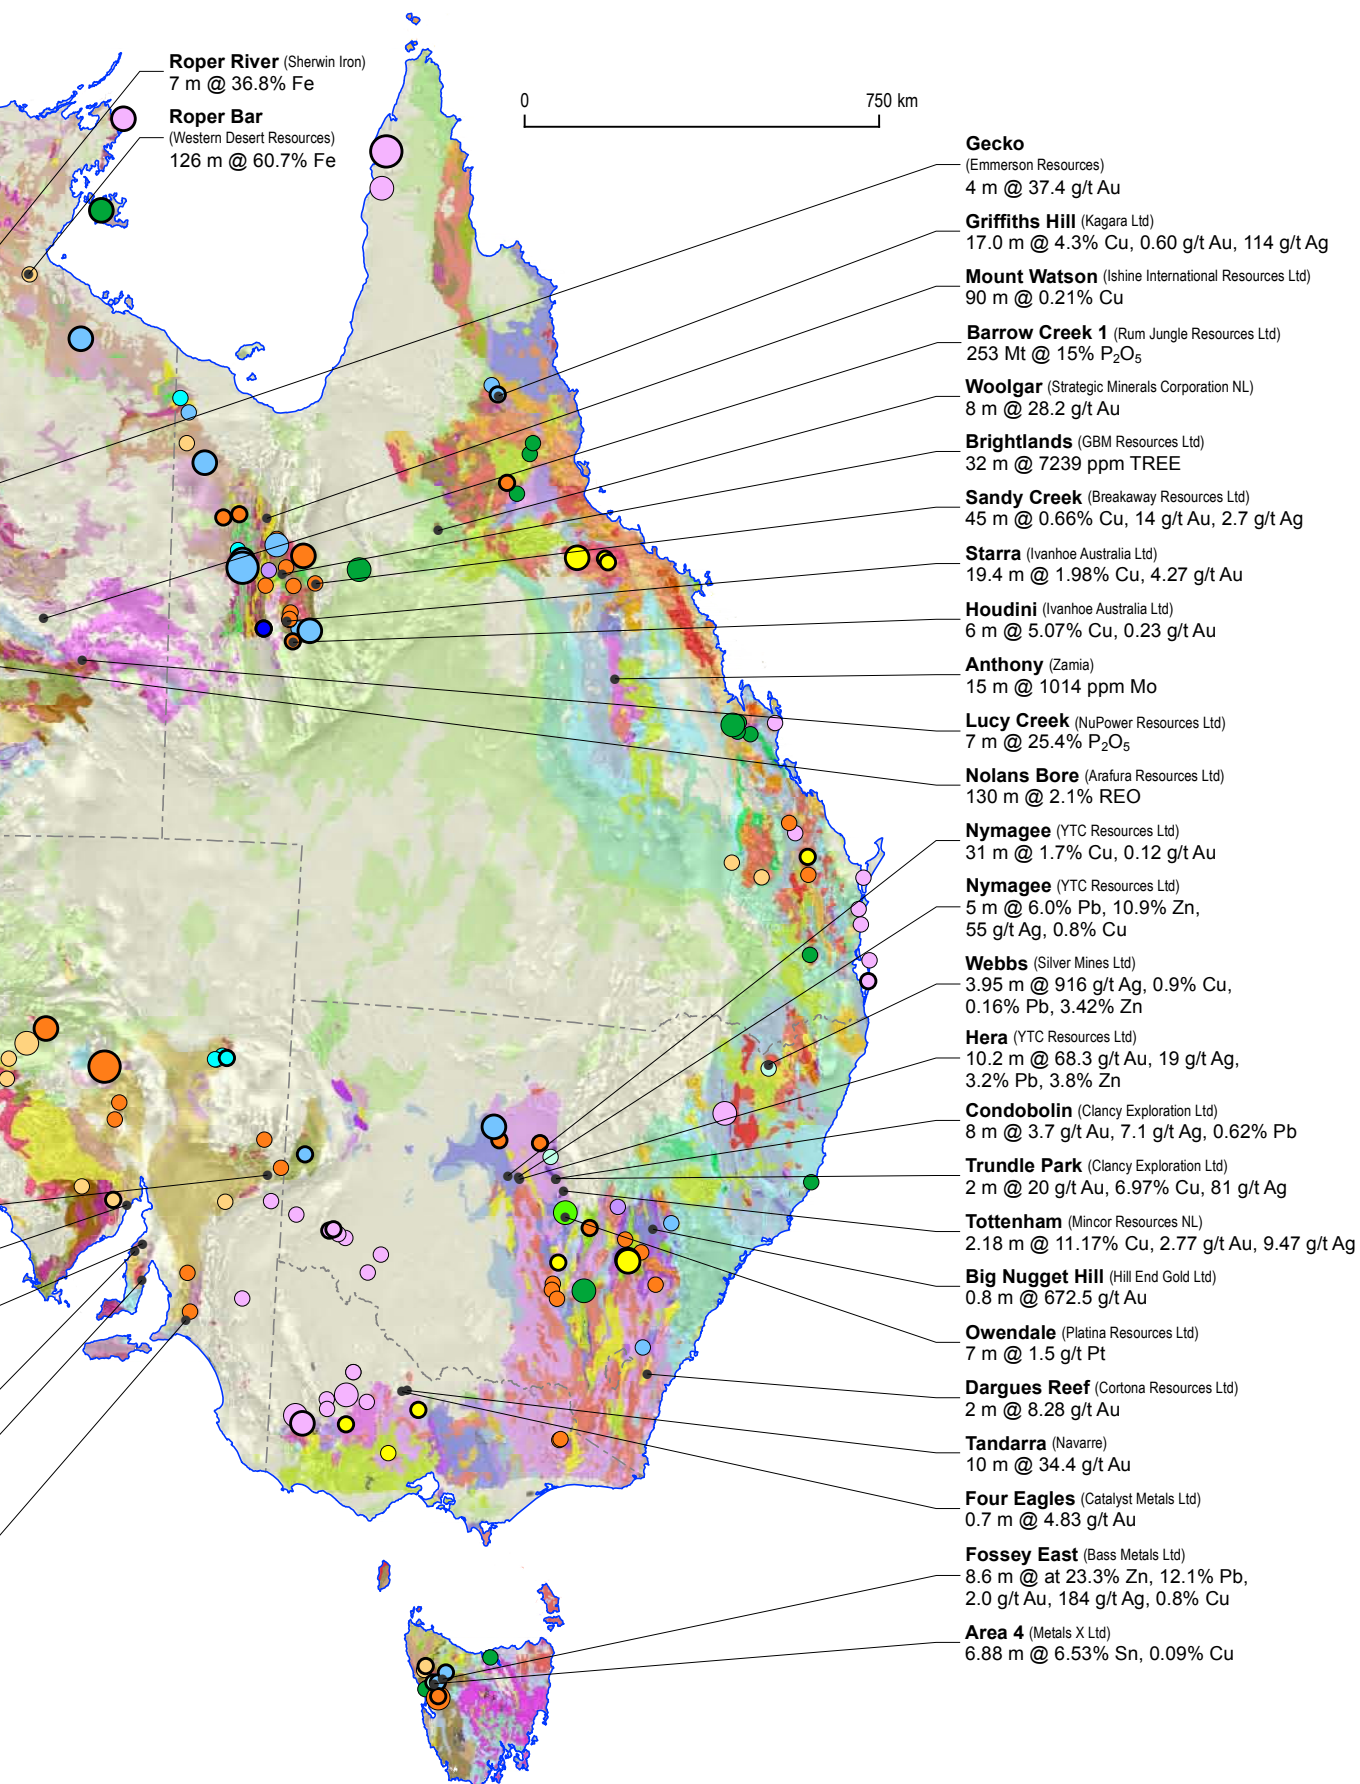 Roper River (Sherwin Iron)
7 m @ 36.8% Fe
Roper Bar
(Western Desert Resources)
126 m @ 60.7% Fe
0 750 km
Gecko
(Emmerson Resources)
4 m @ 37.4 g/t Au
Griffiths Hill (Kagara Ltd)
17.0 m @ 4.3% Cu, 0.60 g/t Au, 114 g/t Ag
Mount Watson (Ishine International Resources Ltd)
90 m @ 0.21% Cu
Barrow Creek 1 (Rum Jungle Resources Ltd)
253 Mt @ 15% P₂O₅
Woolgar (Strategic Minerals Corporation NL)
8 m @ 28.2 g/t Au
Brightlands (GBM Resources Ltd)
32 m @ 7239 ppm TREE
Sandy Creek (Breakaway Resources Ltd)
45 m @ 0.66% Cu, 14 g/t Au, 2.7 g/t Ag
Starra (Ivanhoe Australia Ltd)
19.4 m @ 1.98% Cu, 4.27 g/t Au
Houdini (Ivanhoe Australia Ltd)
6 m @ 5.07% Cu, 0.23 g/t Au
Anthony (Zamia)
15 m @ 1014 ppm Mo
Lucy Creek (NuPower Resources Ltd)
7 m @ 25.4% P₂O₅
Nolans Bore (Arafura Resources Ltd)
130 m @ 2.1% REO
Nymagee (YTC Resources Ltd)
31 m @ 1.7% Cu, 0.12 g/t Au
Nymagee (YTC Resources Ltd)
5 m @ 6.0% Pb, 10.9% Zn,
55 g/t Ag, 0.8% Cu
Webbs (Silver Mines Ltd)
3.95 m @ 916 g/t Ag, 0.9% Cu,
0.16% Pb, 3.42% Zn
Hera (YTC Resources Ltd)
10.2 m @ 68.3 g/t Au, 19 g/t Ag,
3.2% Pb, 3.8% Zn
Condobolin (Clancy Exploration Ltd)
8 m @ 3.7 g/t Au, 7.1 g/t Ag, 0.62% Pb
Trundle Park (Clancy Exploration Ltd)
2 m @ 20 g/t Au, 6.97% Cu, 81 g/t Ag
Tottenham (Mincor Resources NL)
2.18 m @ 11.17% Cu, 2.77 g/t Au, 9.47 g/t Ag
Big Nugget Hill (Hill End Gold Ltd)
0.8 m @ 672.5 g/t Au
Owendale (Platina Resources Ltd)
7 m @ 1.5 g/t Pt
Dargues Reef (Cortona Resources Ltd)
2 m @ 8.28 g/t Au
Tandarra (Navarre)
10 m @ 34.4 g/t Au
Four Eagles (Catalyst Metals Ltd)
0.7 m @ 4.83 g/t Au
Fossey East (Bass Metals Ltd)
8.6 m @ at 23.3% Zn, 12.1% Pb,
2.0 g/t Au, 184 g/t Ag, 0.8% Cu
Area 4 (Metals X Ltd)
6.88 m @ 6.53% Sn, 0.09% Cu